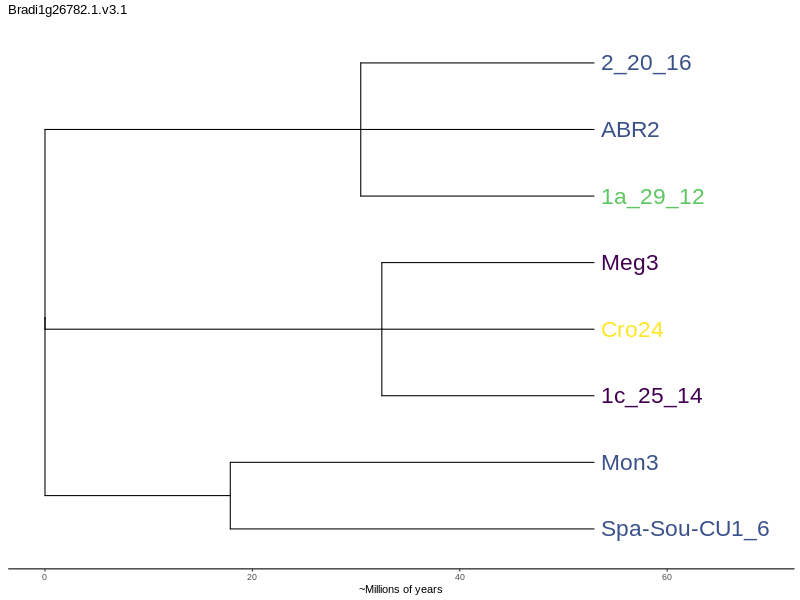 Bradi1g26782.1.v3.1
2_20_16
ABR2
1a_29_12
Meg3
Cro24
1c_25_14
Mon3
Spa-Sou-CU1_6
0 20 40 60
~Millions of years